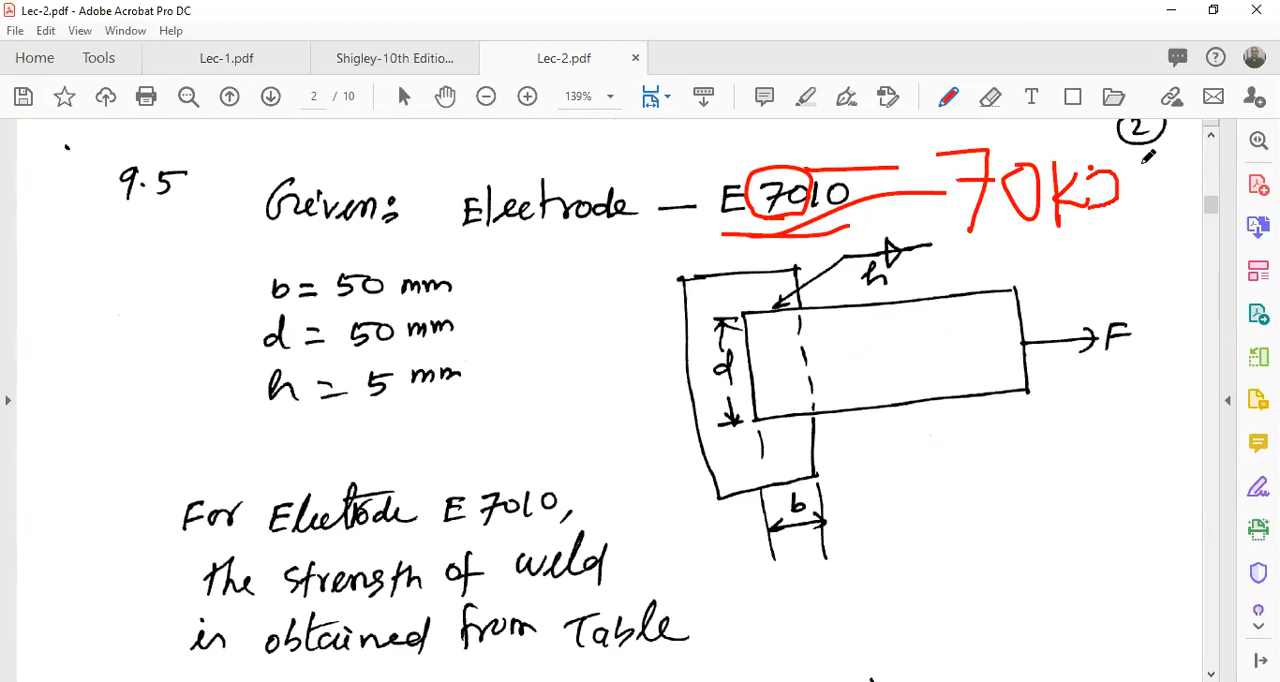 Lec-2.pdf - Adobe Acrobat Pro DC
File Edit View Window Help
Home Tools Lec-1.pdf Shigley-10th Editio... Lec-2.pdf
2 / 10 139%
2
9.5 Given: Electrode — E 7010 70 ks
b = 50 mm
d = 50 mm
h = 5 mm
h
d
F
b
For Electrode E 7010,
the strength of weld
is obtained from Table